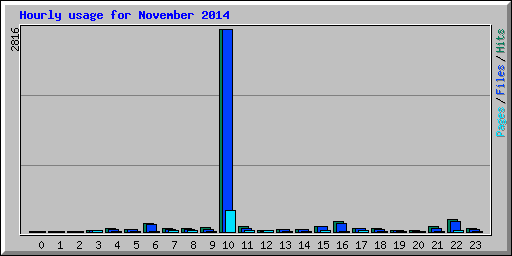 Hourly usage for November 2014
2816
Pages/Files/Hits
0 1 2 3 4 5 6 7 8 9 10 11 12 13 14 15 16 17 18 19 20 21 22 23